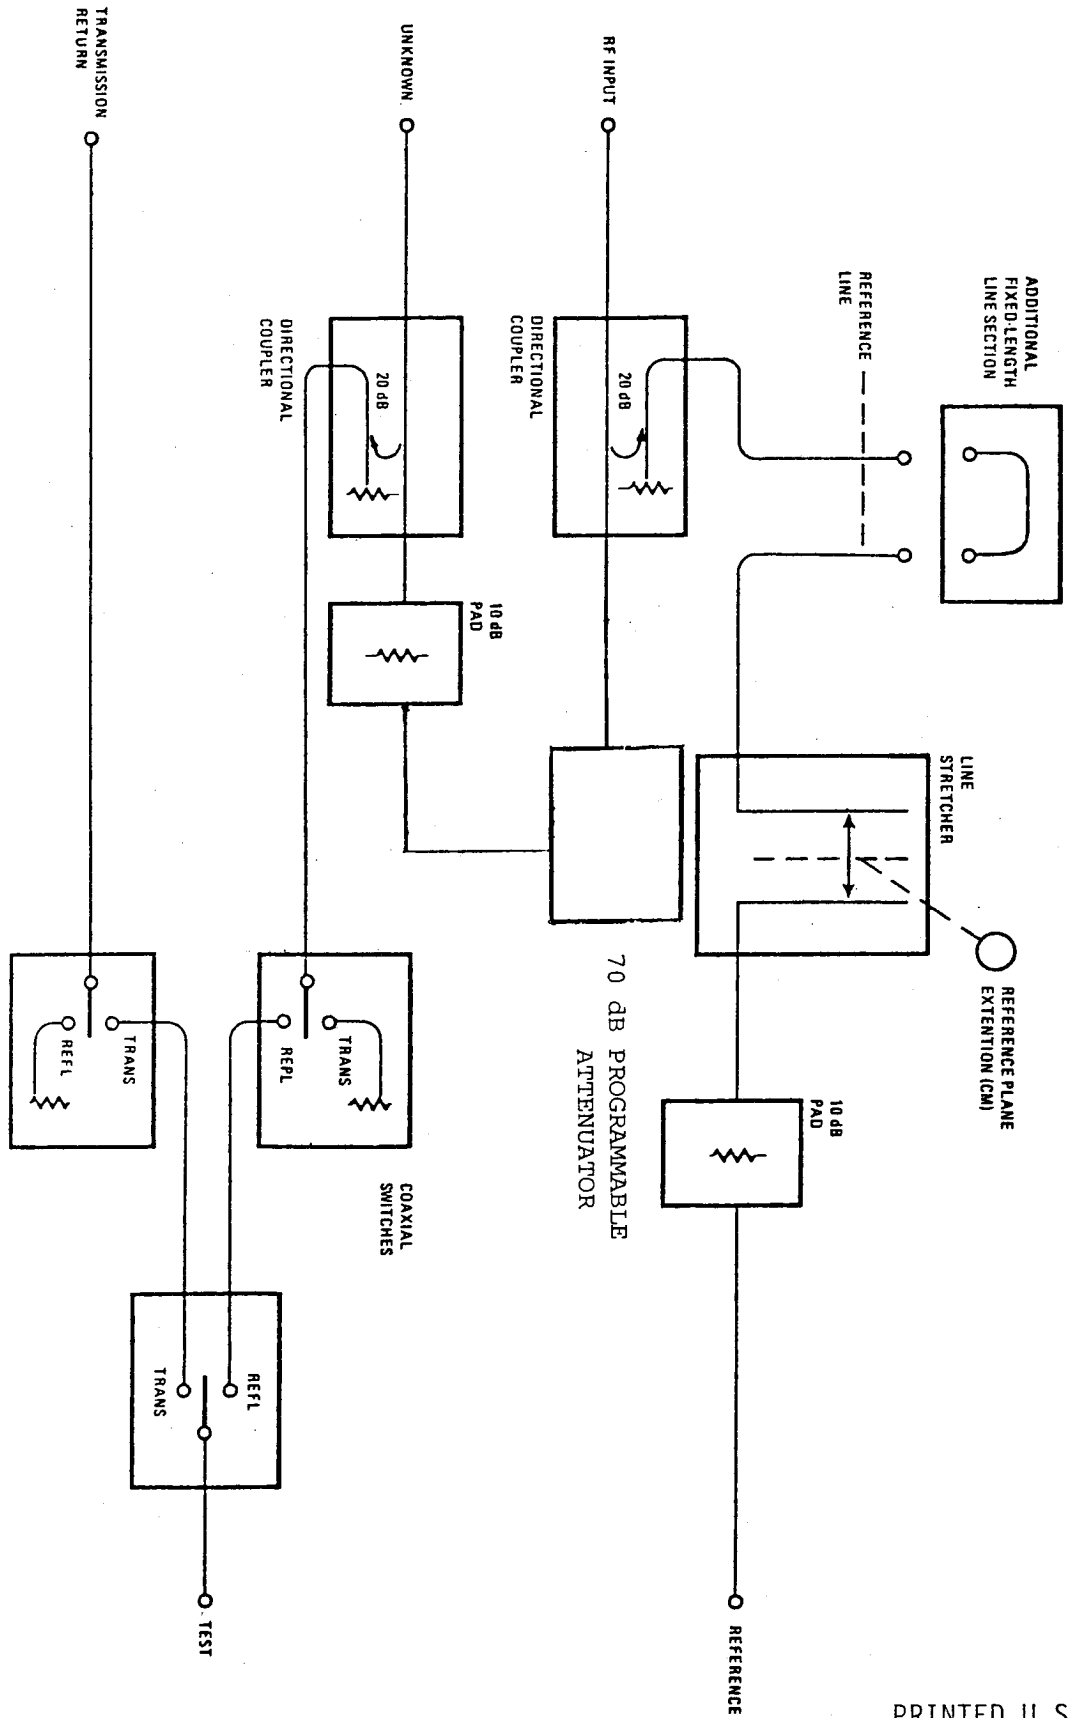 ADDITIONAL
FIXED-LENGTH
LINE SECTION
REFERENCE
LINE
LINE
STRETCHER
REFERENCE PLANE
EXTENTION (CM)
10 dB
PAD
REFERENCE
RF INPUT
20 dB
DIRECTIONAL
COUPLER
70 dB PROGRAMMABLE
ATTENUATOR
UNKNOWN
10 dB
PAD
20 dB
DIRECTIONAL
COUPLER
COAXIAL
SWITCHES
TRANS
REPL
REFL
TRANS
TEST
TRANSMISSION
RETURN
TRANS
REFL
PRINTED U.S